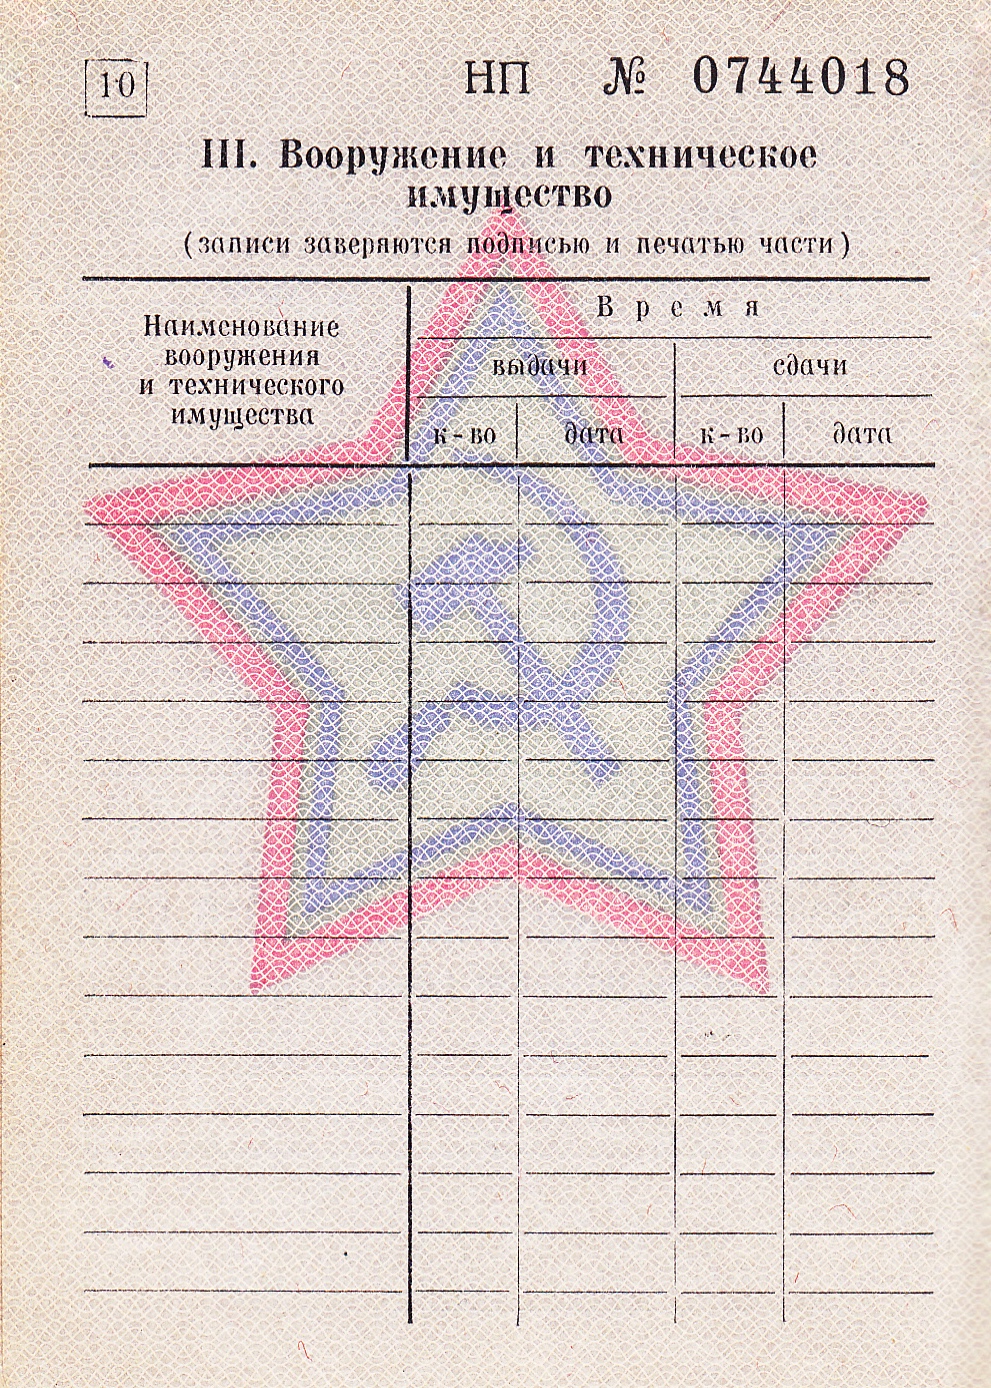 10
НП № 0744018
III. Вооружение и техническое
имущество
(записи заверяются подписью и печатью части)
Наименование
вооружения
и технического
имущества
Время
выдачи
сдачи
к-во
дата
к-во
дата